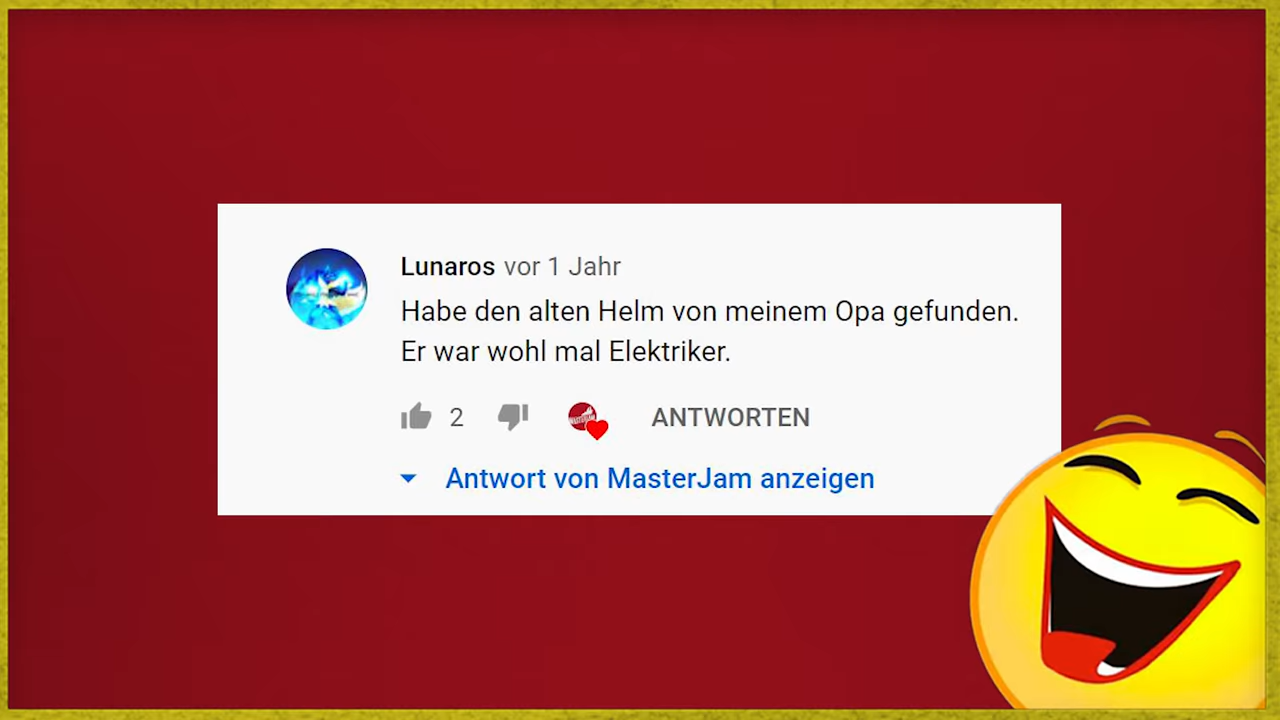 Lunaros vor 1 Jahr
Habe den alten Helm von meinem Opa gefunden.
Er war wohl mal Elektriker.
2 ANTWORTEN
Antwort von MasterJam anzeigen